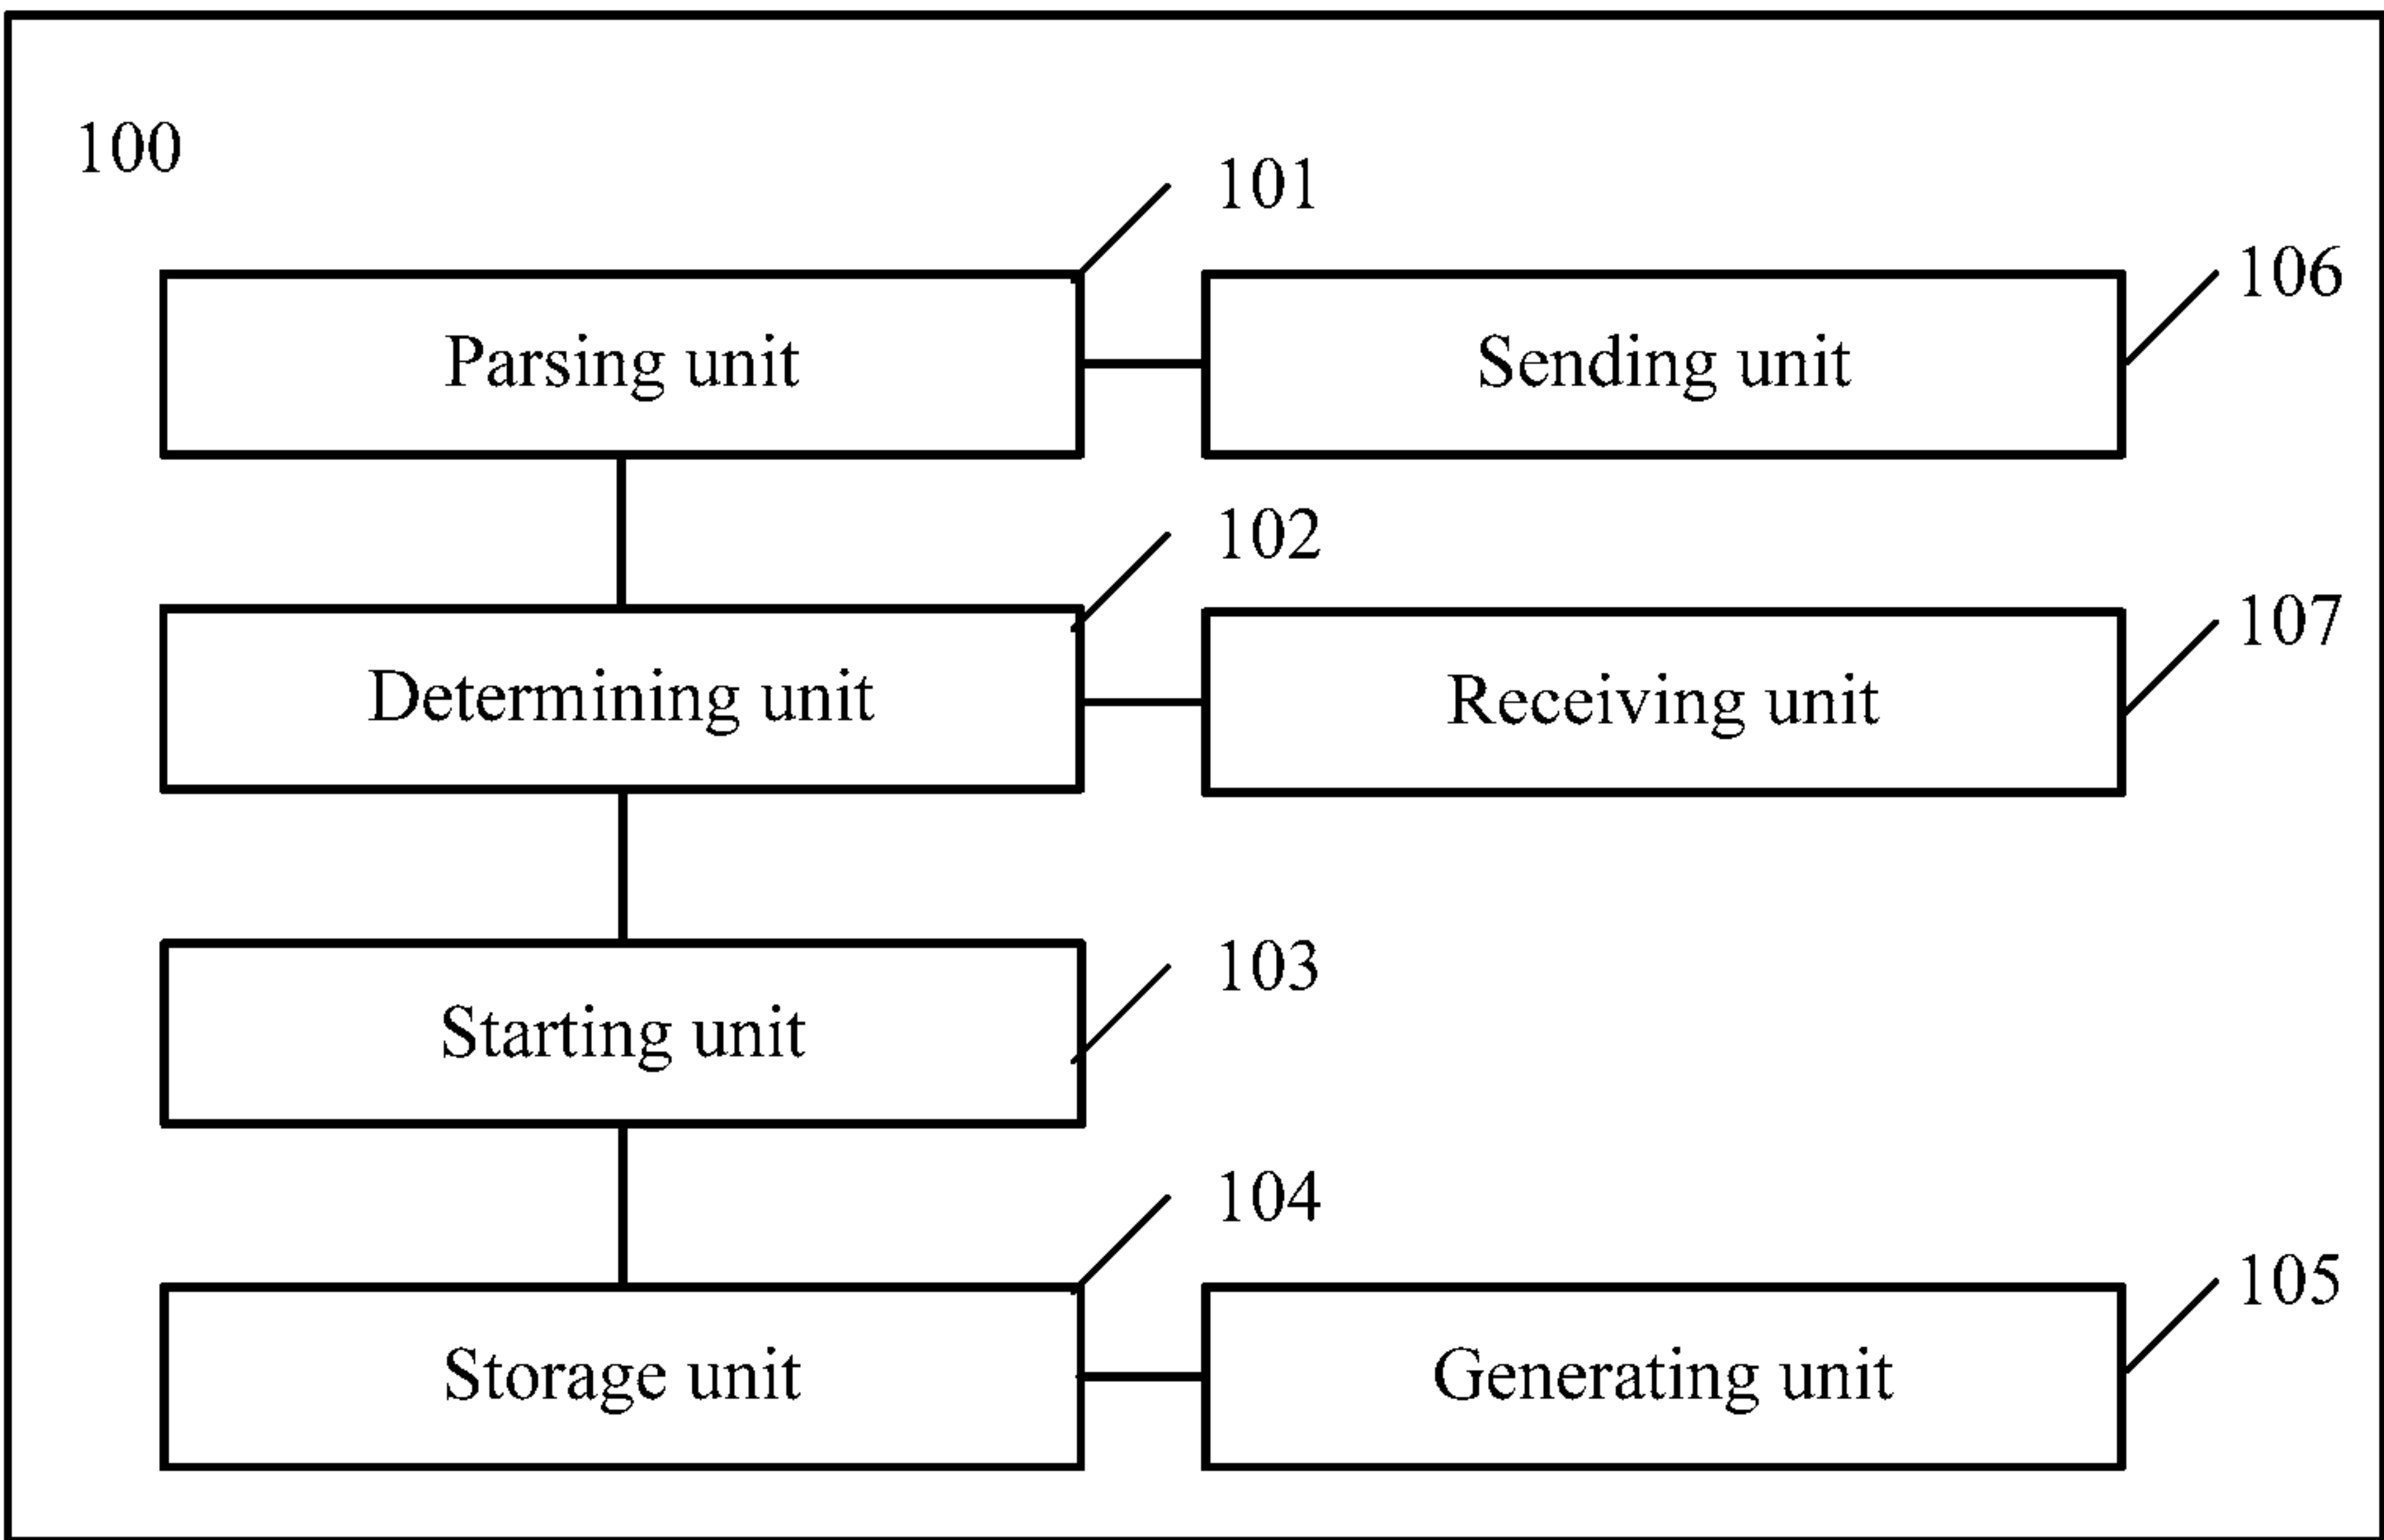 100
101
106
Parsing unit
Sending unit
102
107
Determining unit
Receiving unit
103
Starting unit
104
105
Storage unit
Generating unit